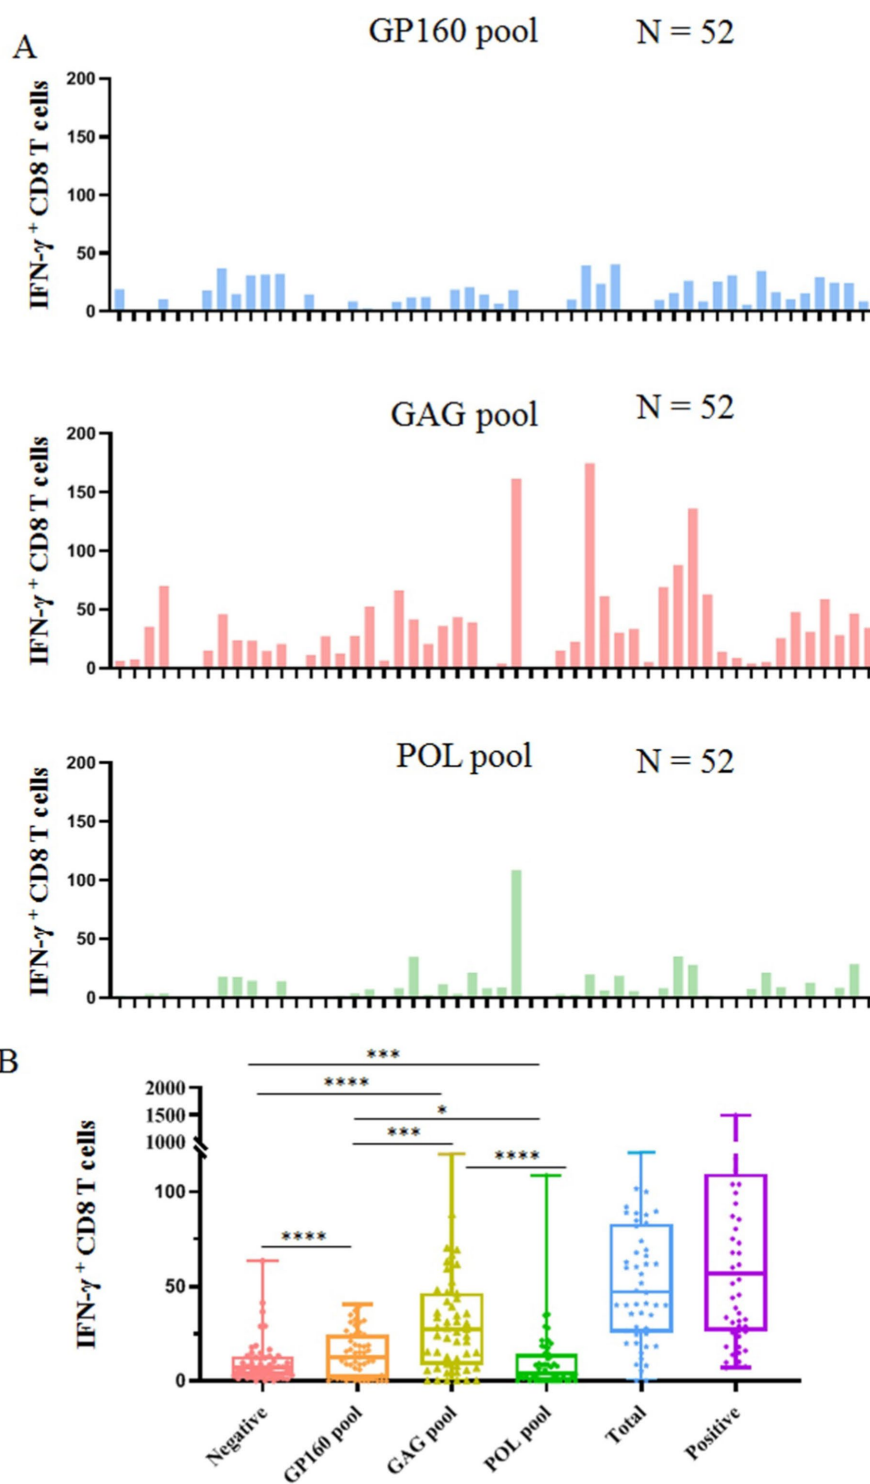 A
GP160 pool N = 52
IFN-γ + CD8 T cells
200
150
100
50
0
GAG pool N = 52
IFN-γ + CD8 T cells
200
150
100
50
0
POL pool N = 52
IFN-γ + CD8 T cells
200
150
100
50
0
B
IFN-γ + CD8 T cells
2000
1500
1000
100
50
0
***
****
*
***
****
****
Negative
GP160 pool
GAG pool
POL pool
Total
Positive